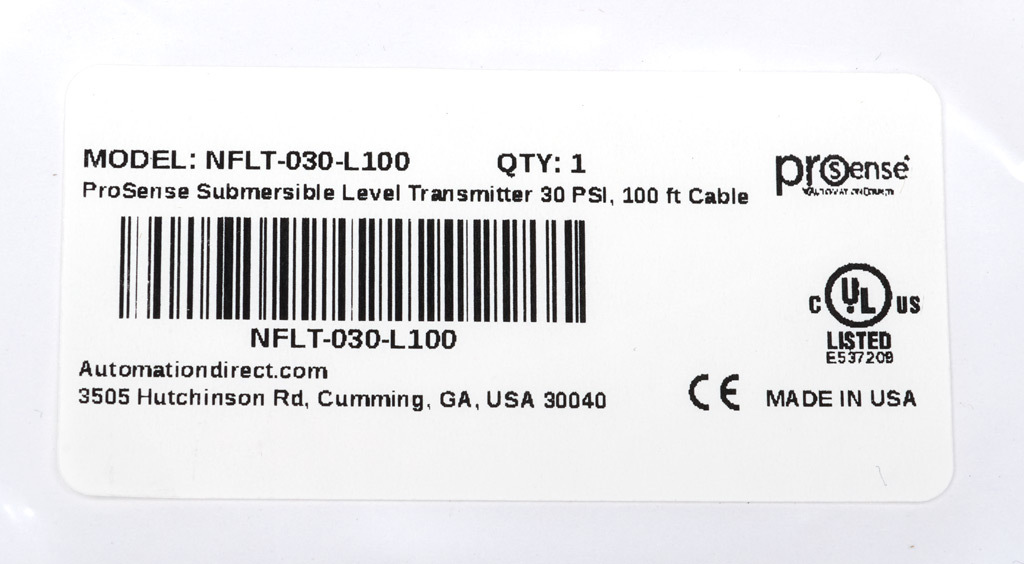 MODEL: NFLT-030-L100 QTY: 1
ProSense Submersible Level Transmitter 30 PSI, 100 ft Cable
proSense
NFLT-030-L100
C UL US
LISTED
E537209
Automationdirect.com
3505 Hutchinson Rd, Cumming, GA, USA 30040
CE MADE IN USA